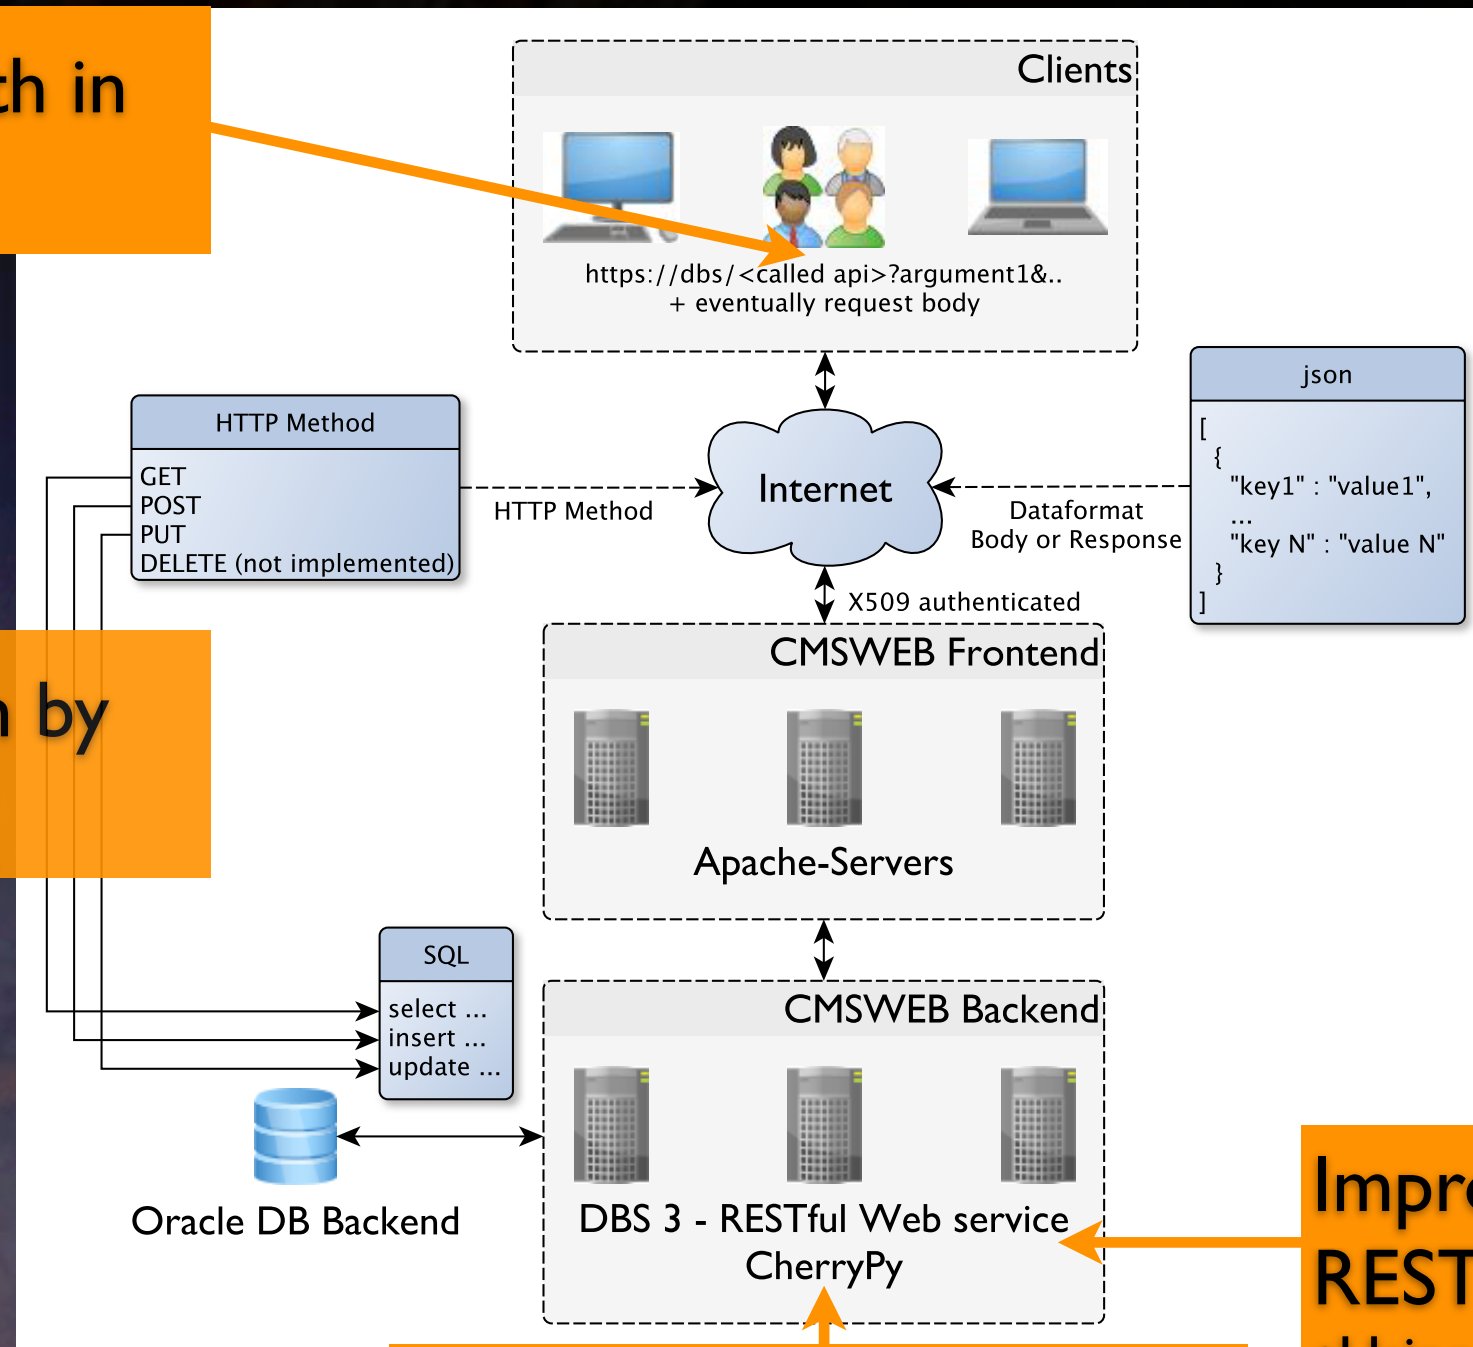 th in
Clients
https://dbs/<called api>?argument1&..
+ eventually request body
json
[
{
"key1" : "value1",
...
"key N" : "value N"
}
]
HTTP Method
GET
POST
PUT
DELETE (not implemented)
HTTP Method
Internet
Dataformat
Body or Response
X509 authenticated
CMSWEB Frontend
by
Apache-Servers
SQL
select ...
insert ...
update ...
CMSWEB Backend
Oracle DB Backend
DBS 3 - RESTful Web service
CherryPy
Impr
REST